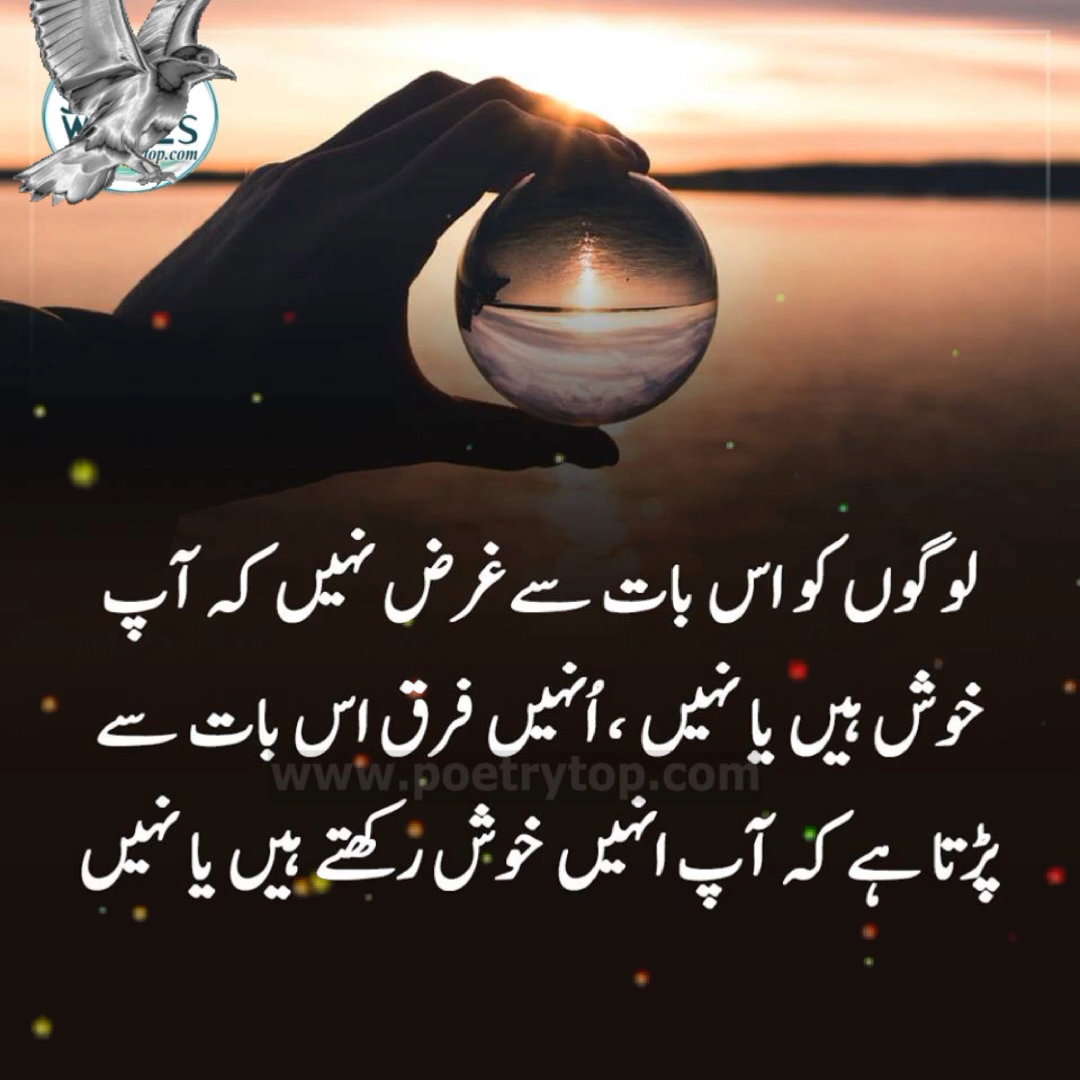 لوگوں کو اس بات سے غرض نہیں کہ آپ
خوش ہیں یا نہیں ، اُنہیں فرق اس بات سے
www.poetrytop.com
پڑتا ہے کہ آپ انہیں خوش رکھتے ہیں یا نہیں